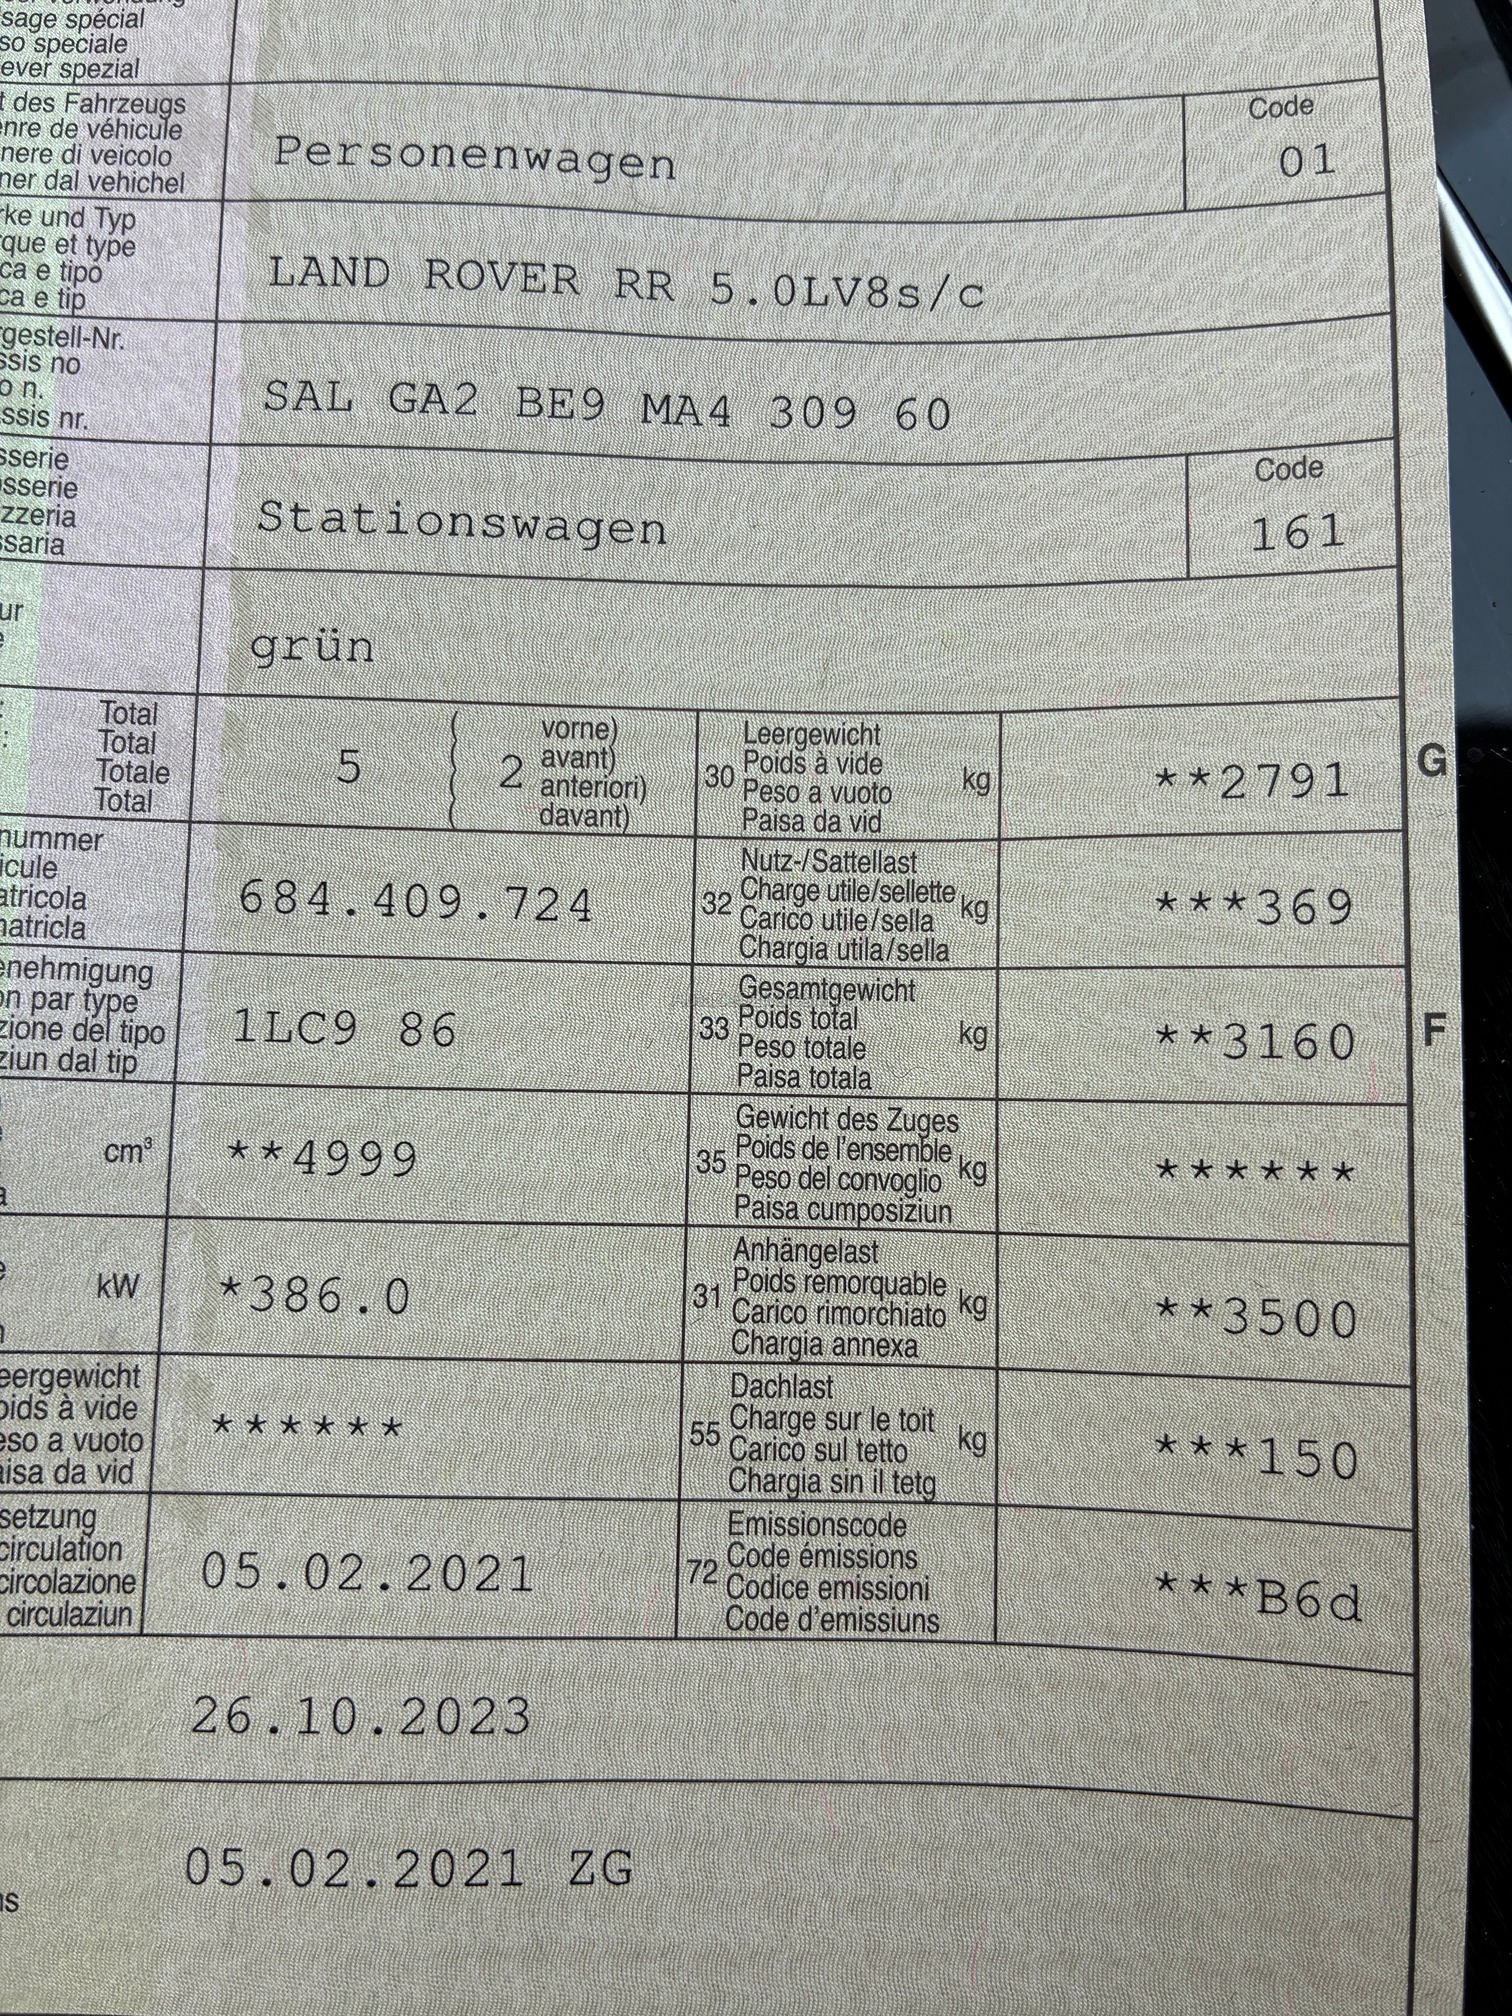 sage spécial
so speciale
ever spezial
t des Fahrzeugs
enre de véhicule
nere di veicolo
ner dal vehichel
Personenwagen
Code
01
rke und Typ
que et type
ca e tipo
ca e tip
LAND ROVER RR 5.0LV8s/c
gestell-Nr.
ssis no
o n.
ssis nr.
SAL GA2 BE9 MA4 309 60
sserie
osserie
zzeria
ssaria
Stationswagen
Code
161
ur
grün
Total
Total
Totale
Total
5
2
vorne)
avant)
anteriori)
davant)
30
Leergewicht
Poids à vide
Peso a vuoto
Paisa da vid
kg
**2791
G
nummer
icule
atricola
natricla
684.409.724
32
Nutz-/Sattellast
Charge utile/sellette
Carico utile/sella
Chargia utila/sella
kg
***369
enehmigung
on par type
zione del tipo
ziun dal tip
1LC9 86
33
Gesamtgewicht
Poids total
Peso totale
Paisa totala
kg
**3160
F
cm³
**4999
35
Gewicht des Zuges
Poids de l'ensemble
Peso del convoglio
Paisa cumposiziun
kg
******
kW
*386.0
31
Anhängelast
Poids remorquable
Carico rimorchiato
Chargia annexa
kg
**3500
eergewicht
oids à vide
eso a vuoto
aisa da vid
******
55
Dachlast
Charge sur le toit
Carico sul tetto
Chargia sin il tetg
kg
***150
setzung
circulation
circolazione
circulaziun
05.02.2021
72
Emissionscode
Code émissions
Codice emissioni
Code d'emissiuns
***B6d
26.10.2023
05.02.2021 ZG
ns